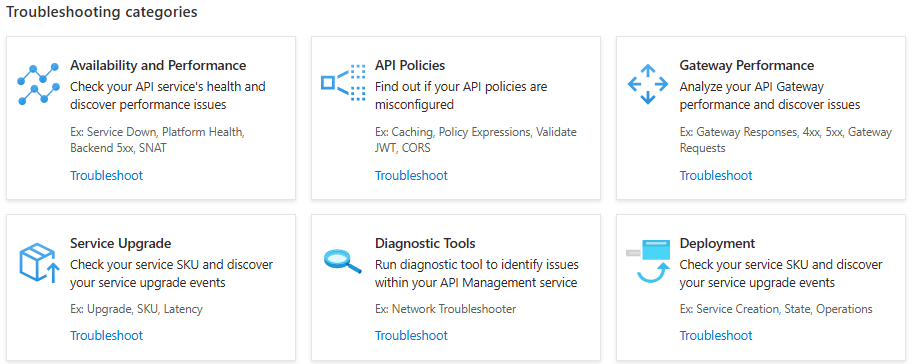 Troubleshooting categories
Availability and Performance
Check your API service's health and
discover performance issues
Ex: Service Down, Platform Health,
Backend 5xx, SNAT
Troubleshoot
API Policies
Find out if your API policies are
misconfigured
Ex: Caching, Policy Expressions, Validate
JWT, CORS
Troubleshoot
Gateway Performance
Analyze your API Gateway
performance and discover issues
Ex: Gateway Responses, 4xx, 5xx, Gateway
Requests
Troubleshoot
Service Upgrade
Check your service SKU and discover
your service upgrade events
Ex: Upgrade, SKU, Latency
Troubleshoot
Diagnostic Tools
Run diagnostic tool to identify issues
within your API Management service
Ex: Network Troubleshooter
Troubleshoot
Deployment
Check your service SKU and discover
your service upgrade events
Ex: Service Creation, State, Operations
Troubleshoot